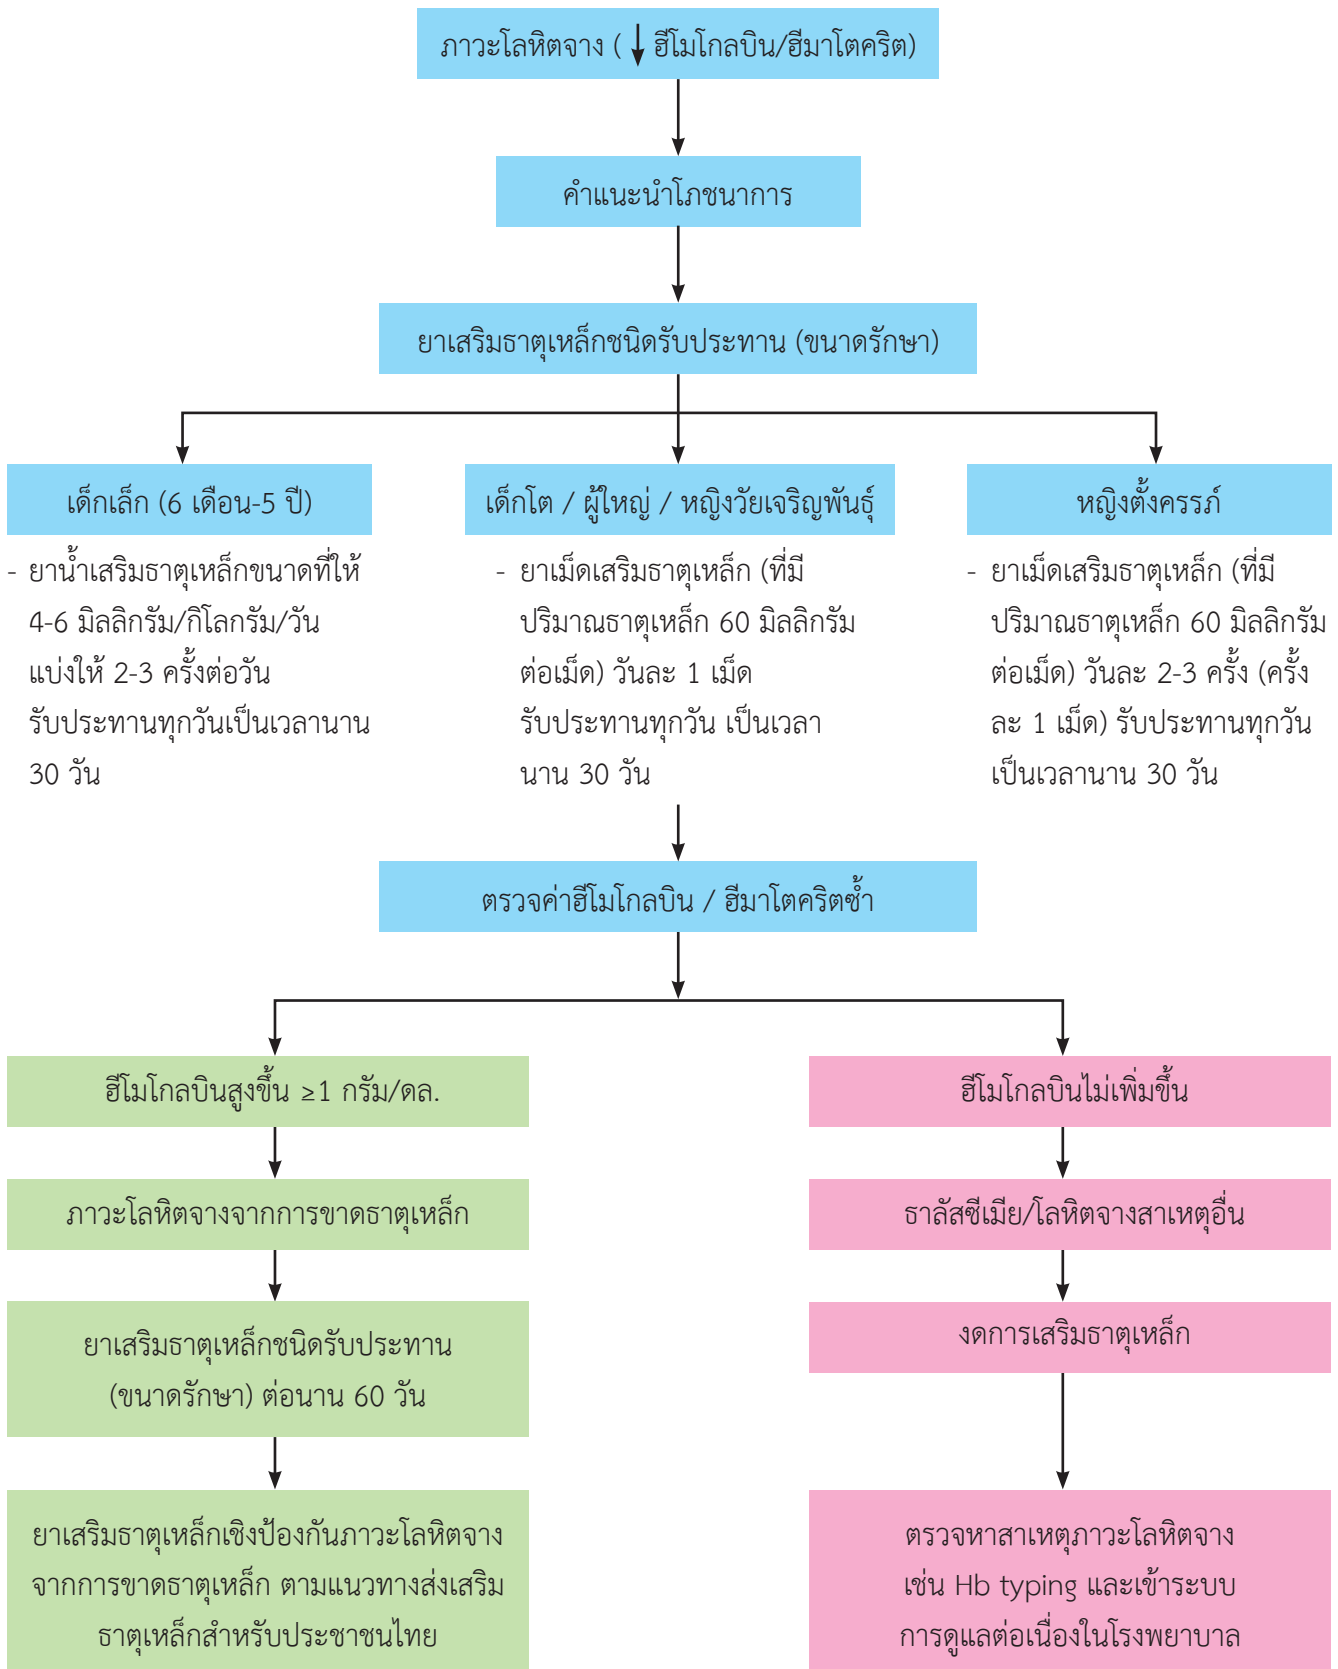 ภาวะโลหิตจาง (↓ ฮีโมโกลบิน/ฮีมาโตคริต)
คำแนะนำโภชนาการ
ยาเสริมธาตุเหล็กชนิดรับประทาน (ขนาดรักษา)
เด็กเล็ก (6 เดือน-5 ปี)
- ยาน้ำเสริมธาตุเหล็กขนาดที่ให้
4-6 มิลลิกรัม/กิโลกรัม/วัน
แบ่งให้ 2-3 ครั้งต่อวัน
รับประทานทุกวันเป็นเวลานาน
30 วัน
เด็กโต / ผู้ใหญ่ / หญิงวัยเจริญพันธุ์
- ยาเม็ดเสริมธาตุเหล็ก (ที่มี
ปริมาณธาตุเหล็ก 60 มิลลิกรัม
ต่อเม็ด) วันละ 1 เม็ด
รับประทานทุกวัน เป็นเวลา
นาน 30 วัน
หญิงตั้งครรภ์
- ยาเม็ดเสริมธาตุเหล็ก (ที่มี
ปริมาณธาตุเหล็ก 60 มิลลิกรัม
ต่อเม็ด) วันละ 2-3 ครั้ง (ครั้ง
ละ 1 เม็ด) รับประทานทุกวัน
เป็นเวลานาน 30 วัน
ตรวจค่าฮีโมโกลบิน / ฮีมาโตคริตซ้ำ
ฮีโมโกลบินสูงขึ้น ≥1 กรัม/ดล.
ภาวะโลหิตจางจากการขาดธาตุเหล็ก
ยาเสริมธาตุเหล็กชนิดรับประทาน
(ขนาดรักษา) ต่อนาน 60 วัน
ยาเสริมธาตุเหล็กเชิงป้องกันภาวะโลหิตจาง
จากการขาดธาตุเหล็ก ตามแนวทางส่งเสริม
ธาตุเหล็กสำหรับประชาชนไทย
ฮีโมโกลบินไม่เพิ่มขึ้น
ธาลัสซีเมีย/โลหิตจางสาเหตุอื่น
งดการเสริมธาตุเหล็ก
ตรวจหาสาเหตุภาวะโลหิตจาง
เช่น Hb typing และเข้าระบบ
การดูแลต่อเนื่องในโรงพยาบาล